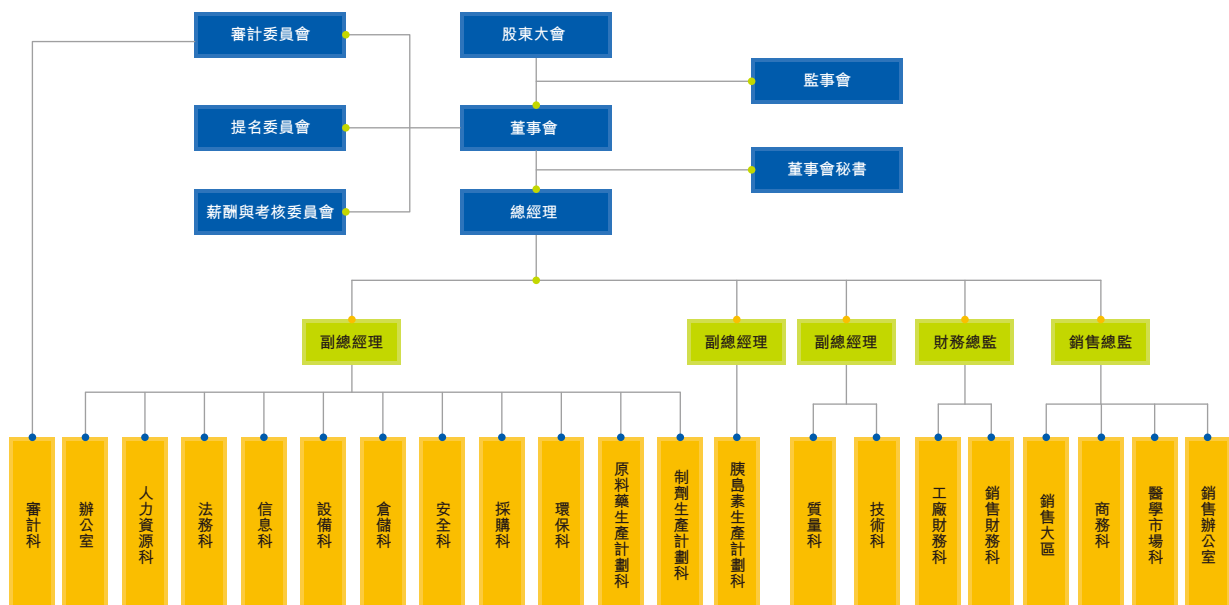 審計委員會
股東大會
監事會
提名委員會
董事會
董事會秘書
薪酬與考核委員會
總經理
副總經理
副總經理
副總經理
財務總監
銷售總監
審計科
辦公室
人力資源科
法務科
信息科
設備科
倉儲科
安全科
採購科
環保科
原料藥生產計劃科
制劑生產計劃科
胰島素生產計劃科
質量科
技術科
工廠財務科
銷售財務科
銷售大區
商務科
醫學市場科
銷售辦公室